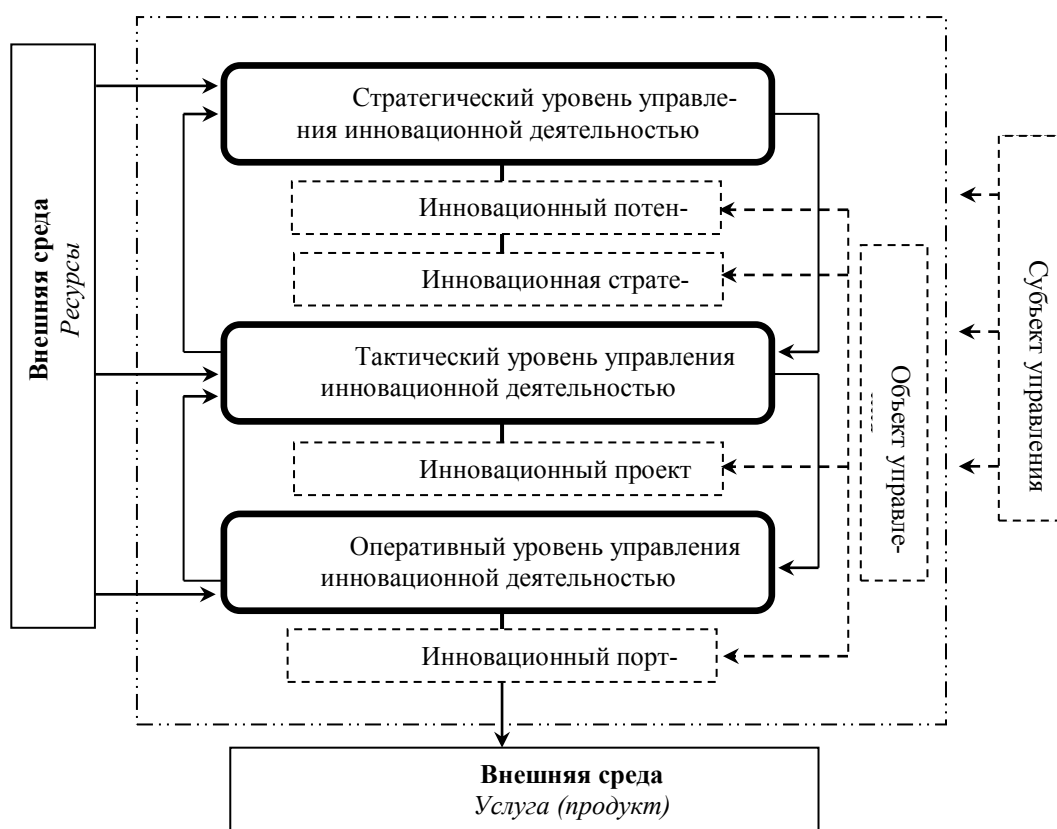 Внешняя среда
Ресурсы
Стратегический уровень управле-
ния инновационной деятельностью
Инновационный потен-
Инновационная страте-
Тактический уровень управления
инновационной деятельностью
Инновационный проект
Оперативный уровень управления
инновационной деятельностью
Инновационный порт-
Объект управле-
Субъект управления
Внешняя среда
Услуга (продукт)